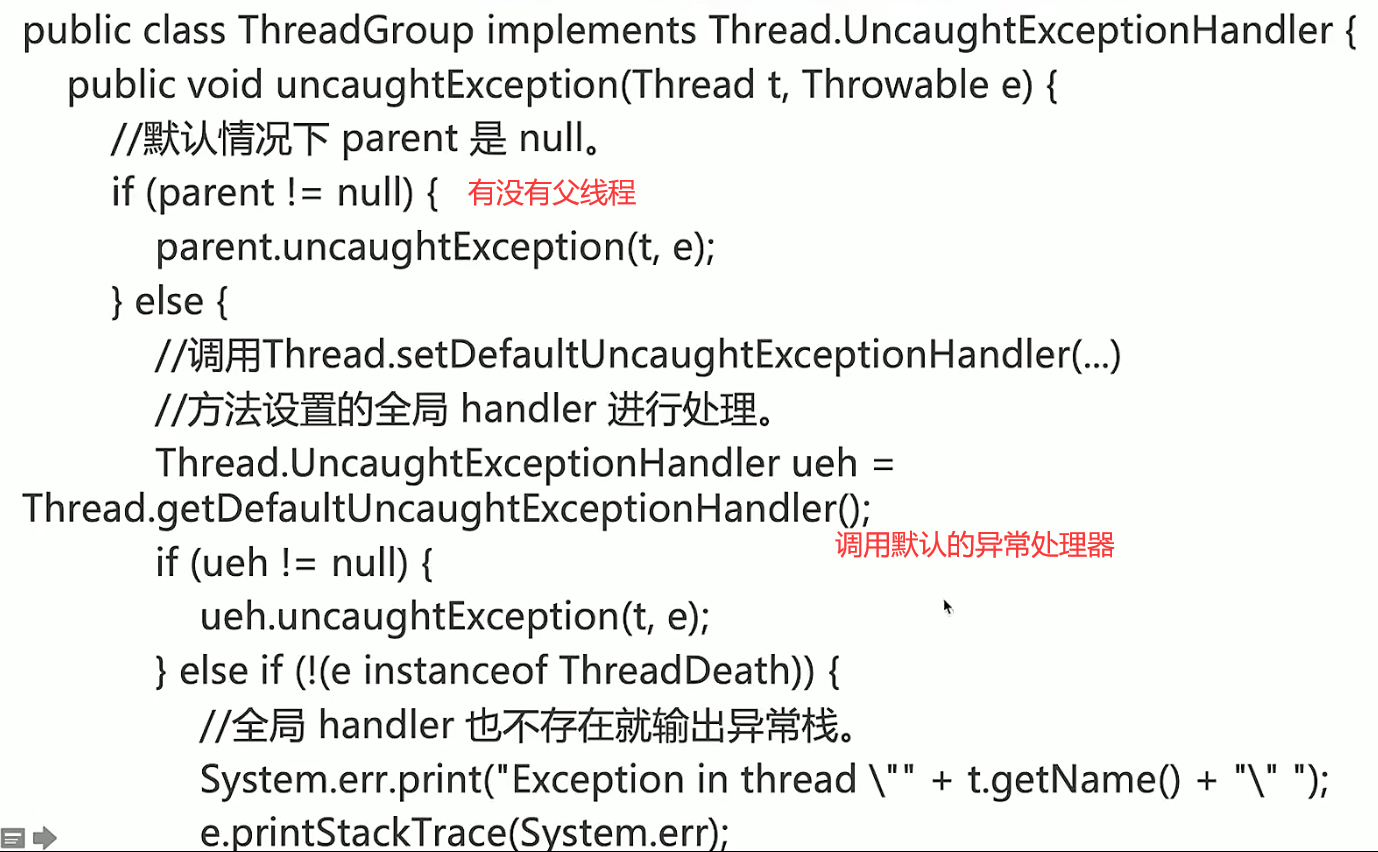 public class ThreadGroup implements Thread.UncaughtExceptionHandler {
public void uncaughtException(Thread t, Throwable e) {
//默认情况下 parent 是 null。
if (parent != null) { 有没有父线程
parent.uncaughtException(t, e);
} else {
//调用Thread.setDefaultUncaughtExceptionHandler(...)
//方法设置的全局 handler 进行处理。
Thread.UncaughtExceptionHandler ueh =
Thread.getDefaultUncaughtExceptionHandler();
调用默认的异常处理器
if (ueh != null) {
ueh.uncaughtException(t, e);
} else if (!(e instanceof ThreadDeath)) {
//全局 handler 也不存在就输出异常栈。
System.err.print("Exception in thread \"" + t.getName() + "\" ");
e.printStackTrace(System.err);